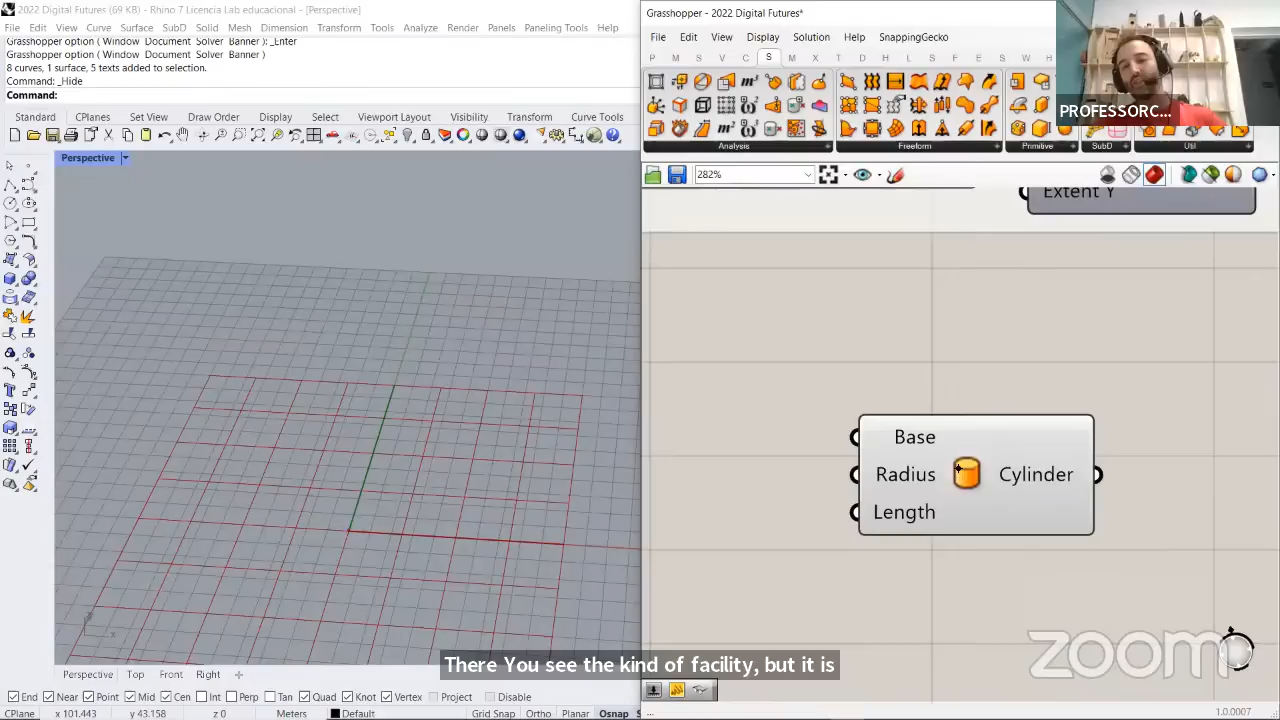 2022 Digital Futures (69 KB) - Rhino 7 Licencia Lab educacional - [Perspective]
File Edit View Curve Surface SubD Solid Mesh Dimension Transform Tools Analyze Render Panels Paneling Tools Help
Grasshopper option ( Window Document Solver Banner ): _Enter
Grasshopper option ( Window Document Solver Banner )
8 curves, 1 surface, 5 texts added to selection.
Command: _Hide
Command:
Standard CPlanes Set View Display Select Viewport Layout Visibility Transform Curve Tools
Draw Order
Perspective
Perspective Top Front Right
End Near Point Mid Cen Int Perp Tan Quad Knot Vertex Project Disable
CPlane x 101.443 y 43.158 z 0 Meters Default Grid Snap Ortho Planar Osnap
Grasshopper - 2022 Digital Futures*
File Edit View Display Solution Help SnappingGecko
P M S V C S M X T D B F A E S W H
Analysis Freeform Primitive SubD Util
282%
PROFESSORC...
Extent Y
Base
Radius Cylinder
Length
zoom
There You see the kind of facility, but it is
...
1.0.0007